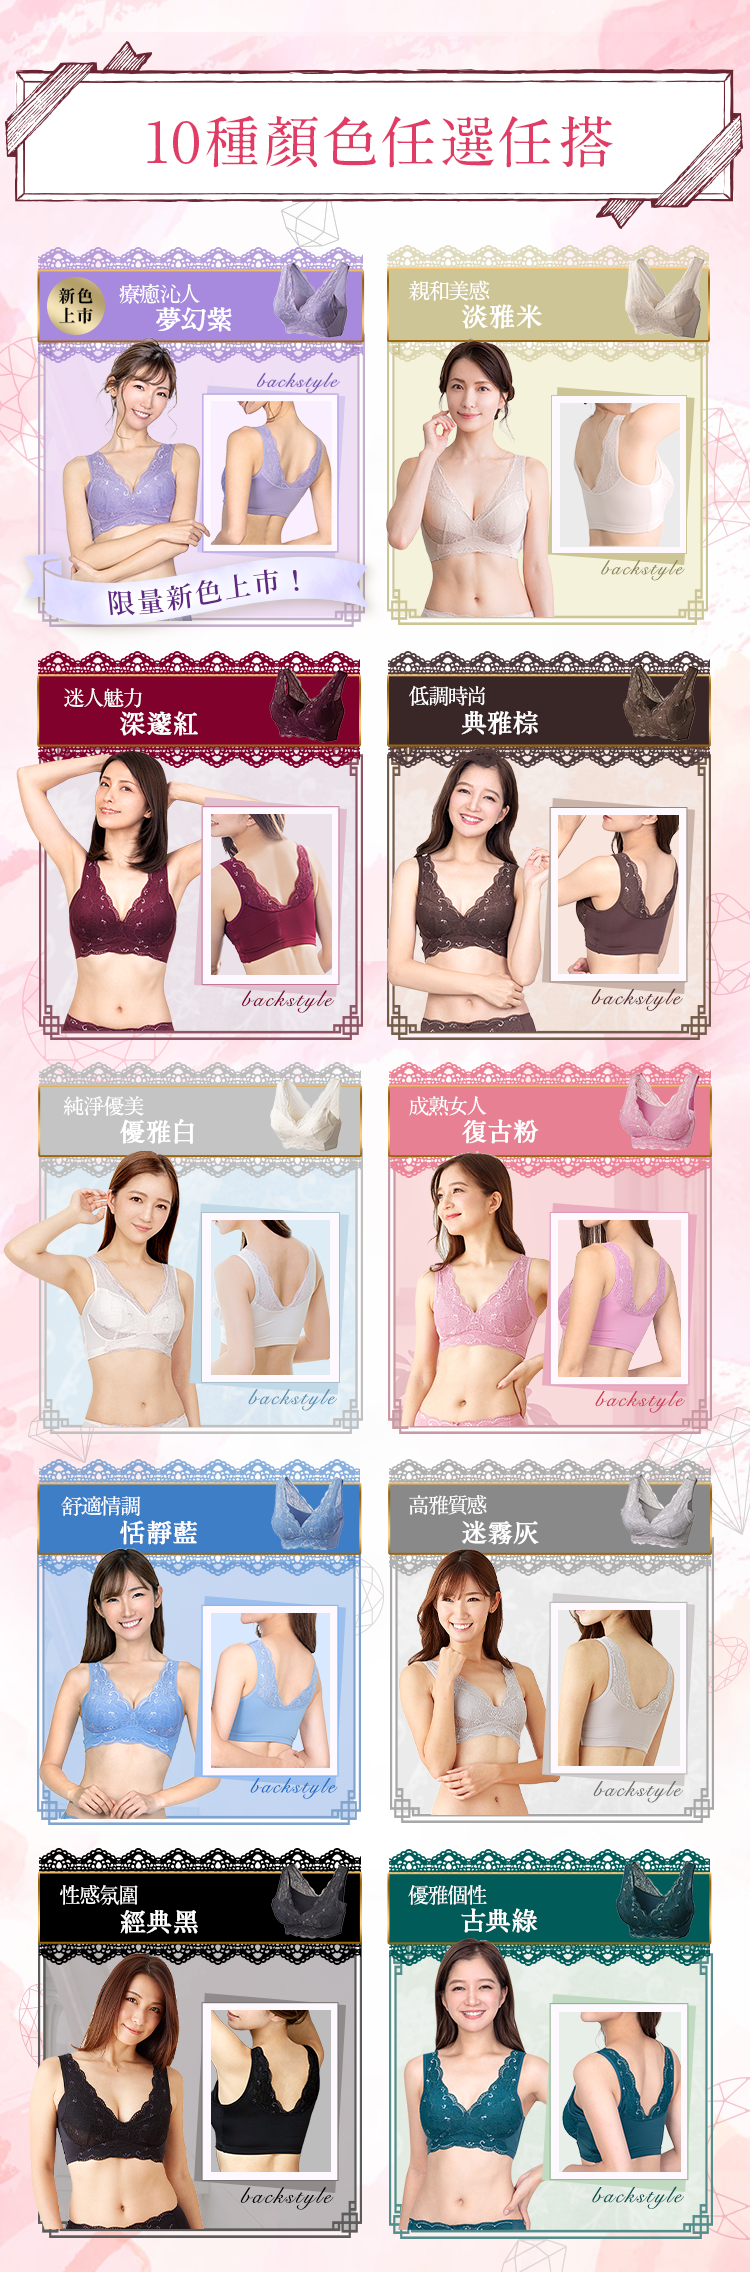 10種顏色任選任搭
新色
上市
療癒沁人
夢幻紫
backstyle
限量新色上市！
親和美感
淡雅米
backstyle
迷人魅力
深邃紅
backstyle
低調時尚
典雅棕
backstyle
純淨優美
優雅白
backstyle
成熟女人
復古粉
backstyle
舒適情調
恬靜藍
backstyle
高雅質感
迷霧灰
backstyle
性感氛圍
經典黑
backstyle
優雅個性
古典綠
backstyle